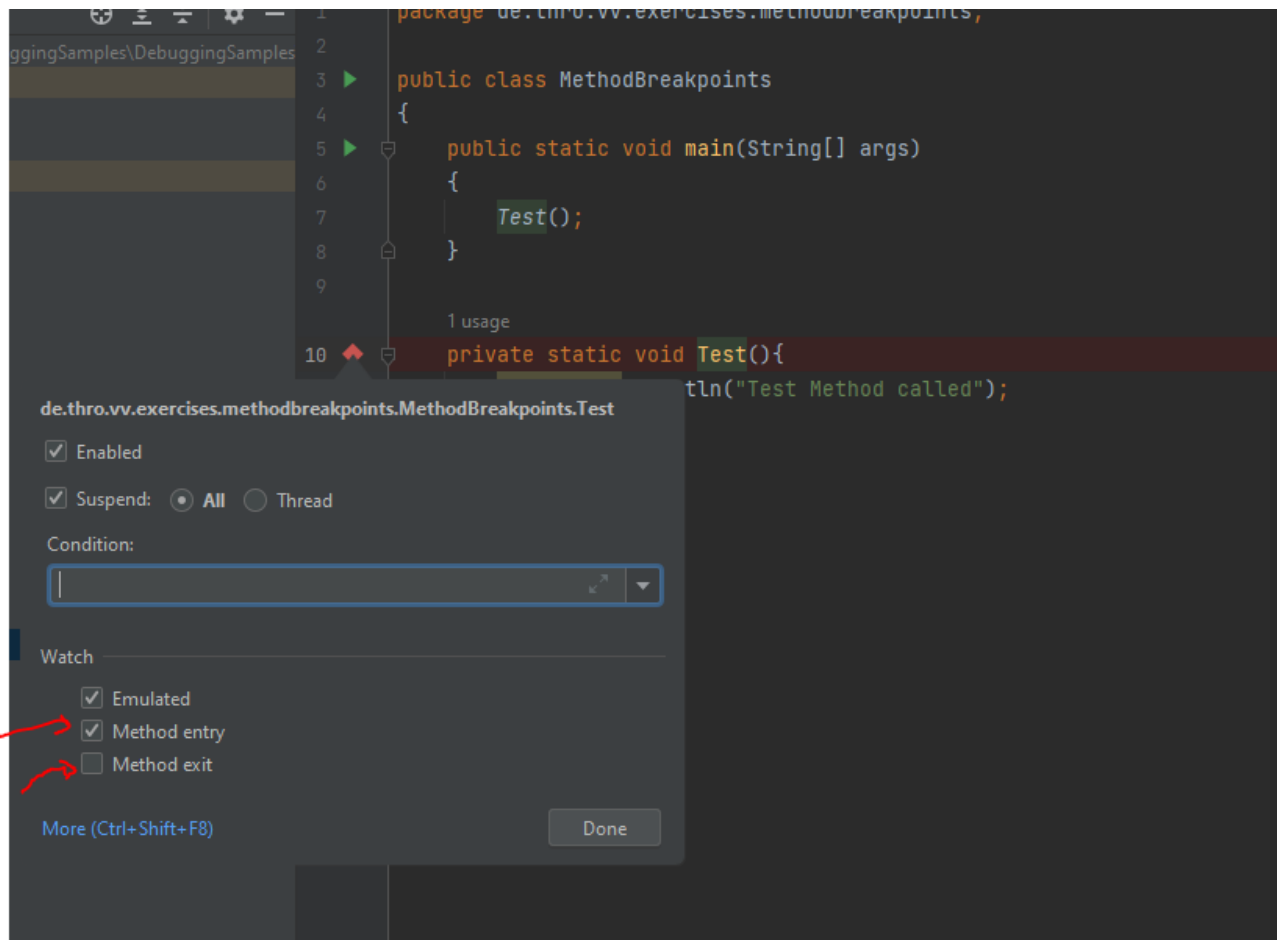 1 package de.thro.vv.exercises.methodbreakpoints;
ggingSamples\DebuggingSamples
2
3 public class MethodBreakpoints
4 {
5 public static void main(String[] args)
6 {
7 Test();
8 }
9
1 usage
10 private static void Test(){
tln("Test Method called");
de.thro.vv.exercises.methodbreakpoints.MethodBreakpoints.Test
Enabled
Suspend: All Thread
Condition:
Watch
Emulated
Method entry
Method exit
More (Ctrl+Shift+F8) Done